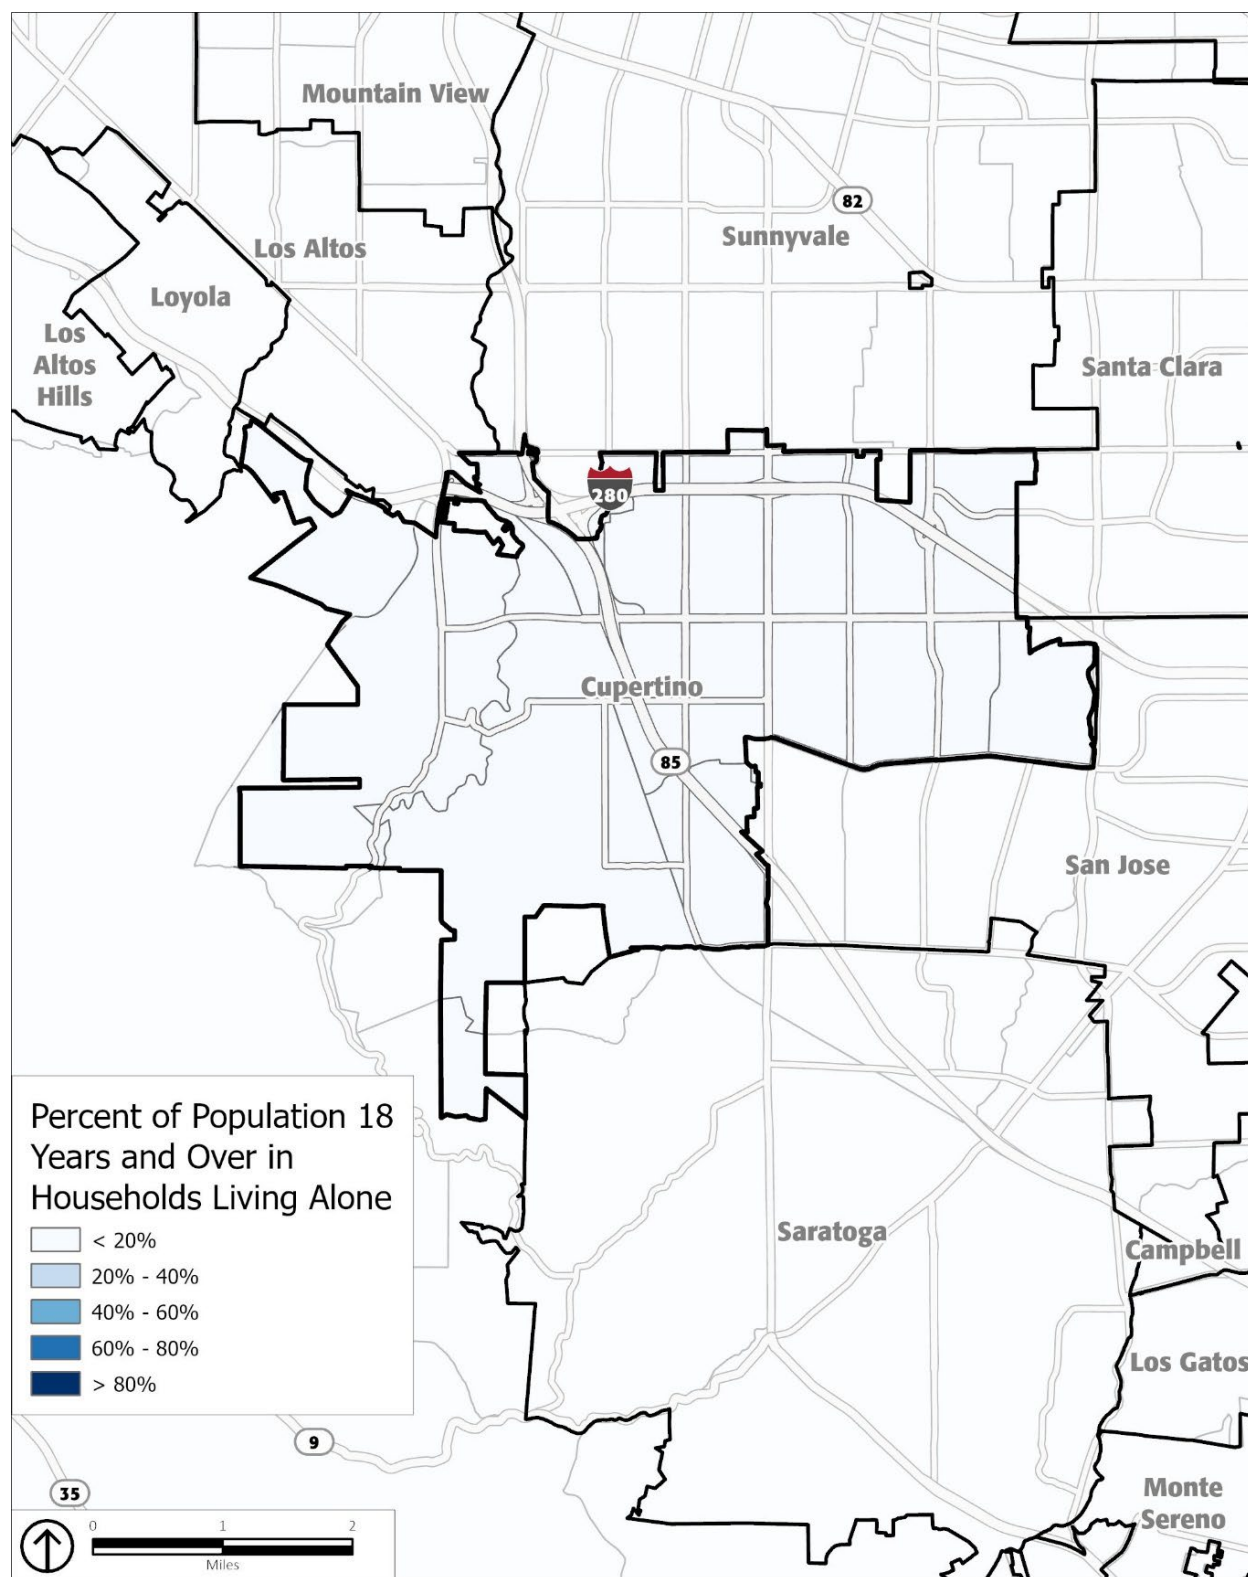 Mountain View
82
Sunnyvale
Los Altos
Loyola
Los
Altos
Hills
Santa Clara
280
Cupertino
85
San Jose
Percent of Population 18
Years and Over in
Households Living Alone
< 20%
20% - 40%
40% - 60%
60% - 80%
> 80%
Saratoga
Campbell
Los Gatos
9
35
Monte
Sereno
0 1 2
Miles